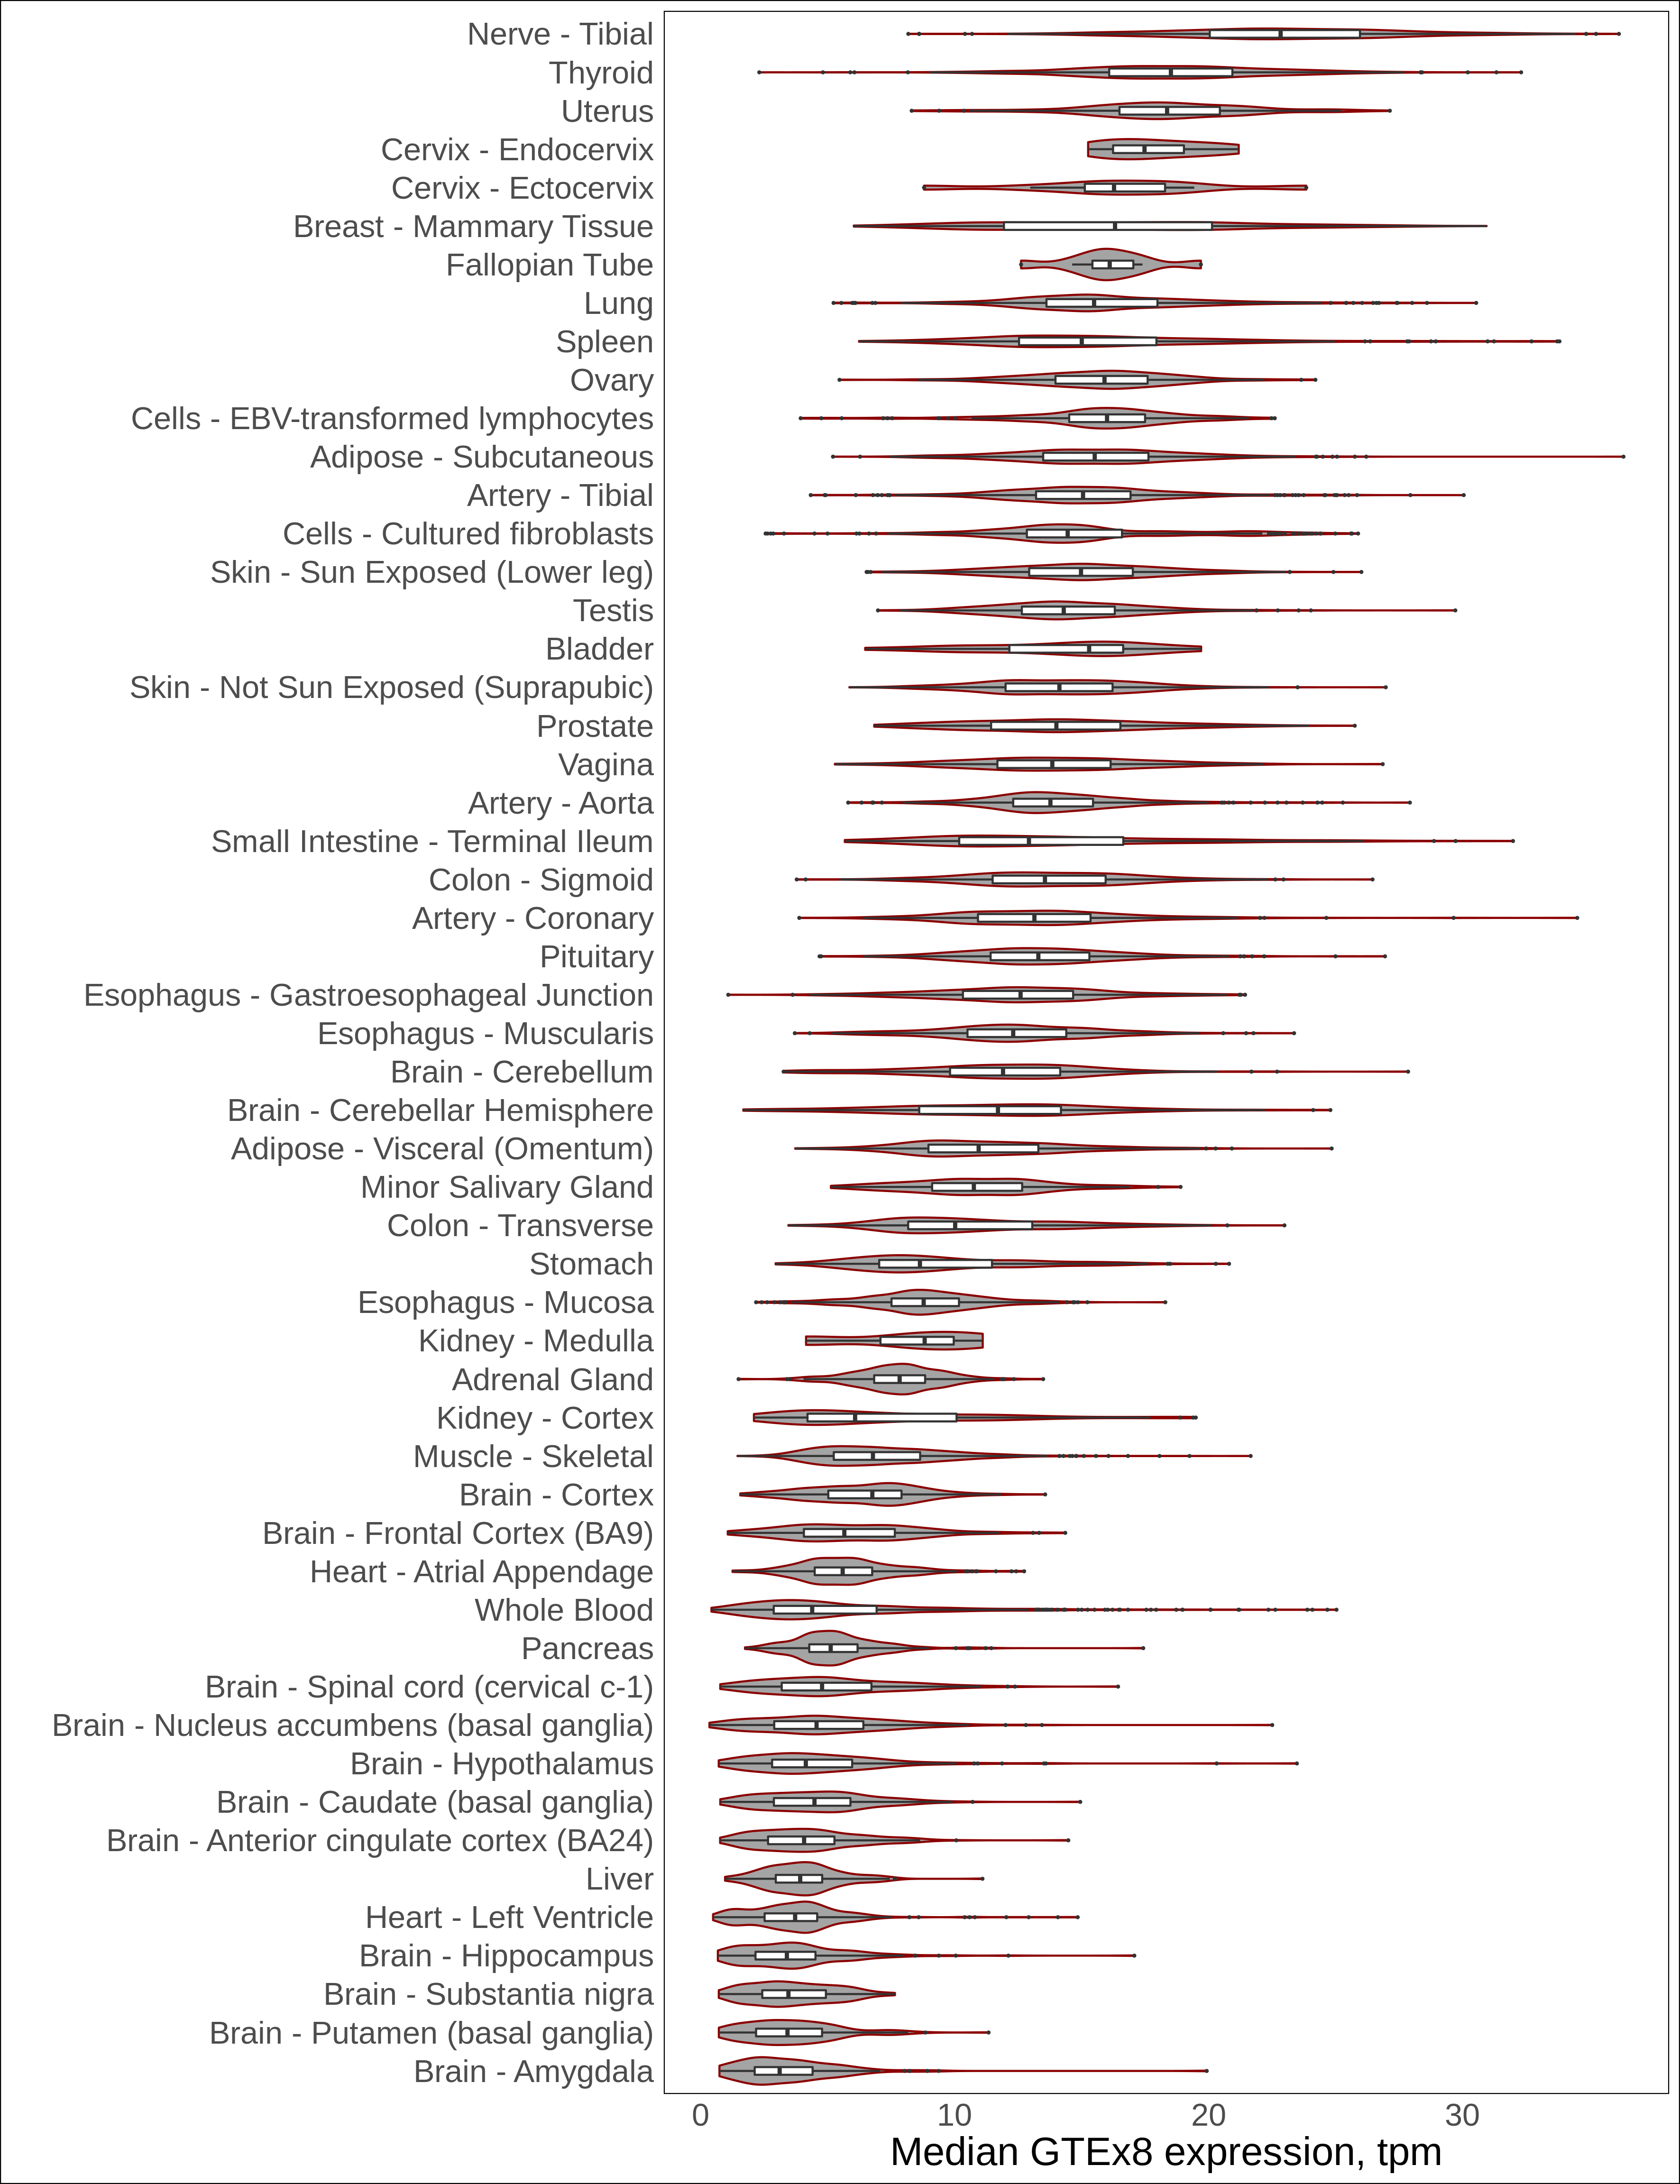 Nerve - Tibial
Thyroid
Uterus
Cervix - Endocervix
Cervix - Ectocervix
Breast - Mammary Tissue
Fallopian Tube
Lung
Spleen
Ovary
Cells - EBV-transformed lymphocytes
Adipose - Subcutaneous
Artery - Tibial
Cells - Cultured fibroblasts
Skin - Sun Exposed (Lower leg)
Testis
Bladder
Skin - Not Sun Exposed (Suprapubic)
Prostate
Vagina
Artery - Aorta
Small Intestine - Terminal Ileum
Colon - Sigmoid
Artery - Coronary
Pituitary
Esophagus - Gastroesophageal Junction
Esophagus - Muscularis
Brain - Cerebellum
Brain - Cerebellar Hemisphere
Adipose - Visceral (Omentum)
Minor Salivary Gland
Colon - Transverse
Stomach
Esophagus - Mucosa
Kidney - Medulla
Adrenal Gland
Kidney - Cortex
Muscle - Skeletal
Brain - Cortex
Brain - Frontal Cortex (BA9)
Heart - Atrial Appendage
Whole Blood
Pancreas
Brain - Spinal cord (cervical c-1)
Brain - Nucleus accumbens (basal ganglia)
Brain - Hypothalamus
Brain - Caudate (basal ganglia)
Brain - Anterior cingulate cortex (BA24)
Liver
Heart - Left Ventricle
Brain - Hippocampus
Brain - Substantia nigra
Brain - Putamen (basal ganglia)
Brain - Amygdala
0 10 20 30
Median GTEx8 expression, tpm